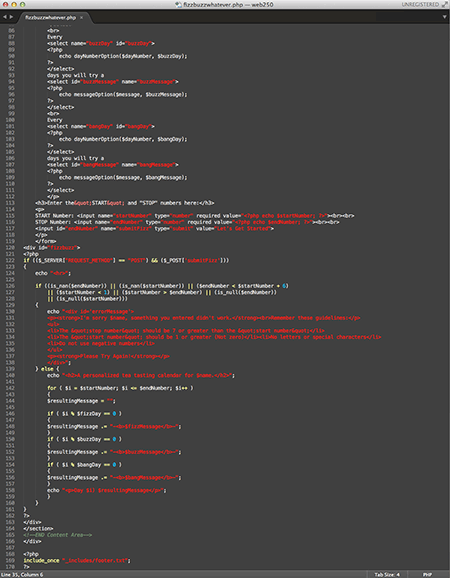 fizzbuzzwhatever.php — web250
UNREGISTERED
fizzbuzzwhatever.php
86 <br>
87 Every
88 <select name="buzzDay" id="buzzDay">
89 <?php
90 echo dayNumberOption($dayNumber, $buzzDay);
91 ?>
92 </select>
93 days you will try a
94 <select id="buzzMessage" name="buzzMessage">
95 <?php
96 echo messageOption($message, $buzzMessage);
97 ?>
98 </select>
99 <br>
100 Every
101 <select name="bangDay" id="bangDay">
102 <?php
103 echo dayNumberOption($dayNumber, $bangDay);
104 ?>
105 </select>
106 days you will try a
107 <select id="bangMessage" name="bangMessage">
108 <?php
109 echo messageOption($message, $bangMessage);
110 ?>
111 </select>
112 </p>
113 <h3>Enter the&quot;START&quot; and "STOP" numbers here:</h3>
114 <p>
115 START Number: <input name="startNumber" type="number" required value="<?php echo $startNumber; ?>"><br><br>
116 STOP Number: <input name="endNumber" type="number" required value="<?php echo $endNumber; ?>"><br><br>
117 <input id="endNumber" name="submitFizz" type="submit" value="Let's Get Started">
118 </p>
119 </form>
120 <div id="fizzbuzz">
121 <?php
122 if (($_SERVER["REQUEST_METHOD"] == "POST") && ($_POST["submitFizz"]))
123 {
124 echo "<hr>";
125
126 if ((is_nan($endNumber)) || (is_nan($startNumber)) || ($endNumber < $startNumber + 6)
127 || ($startNumber < 1) || ($startNumber > $endNumber) || (is_null($endNumber))
128 || (is_null($startNumber)))
129 {
130 echo "<div id='errorMessage'>
131 <p><strong>I'm sorry $name, something you entered didn't work.</strong><br>Remember these guidelines</p>
132 <ul>
133 <li>The &quot;stop number&quot; should be 7 or greater than the &quot;start number&quot;</li>
134 <li>The &quot;start number&quot; should be 1 or greater (Not zero)</li><li>No letters or special characters</li>
135 <li>Do not use negative numbers</li>
136 </ul>
137 <p><strong>Please Try Again!</strong></p>
138 </div>";
139 } else {
140 echo "<h2>A personalized tea tasting calendar for $name.</h2>";
141
142 for ( $i = $startNumber; $i <= $endNumber; $i++ )
143 {
144 $resultingMessage = "";
145
146 if ( $i % $fizzDay == 0 )
147 {
148 $resultingMessage .= "~<b>$fizzMessage</b>~";
149 }
150 if ( $i % $buzzDay == 0 )
151 {
152 $resultingMessage .= "~<b>$buzzMessage</b>~";
153 }
154 if ( $i % $bangDay == 0 )
155 {
156 $resultingMessage .= "~<b>$bangMessage</b>~";
157 }
158 echo "<p>Day $i: $resultingMessage</p>";
159 }
160 }
161 }
162 ?>
163 </div>
164 </section>
165 <!--END Content Area-->
166 </div>
167
168 <?php
169 include_once "_includes/footer.txt";
170 ?>
Line 35, Column 6
Tab Size: 4
PHP